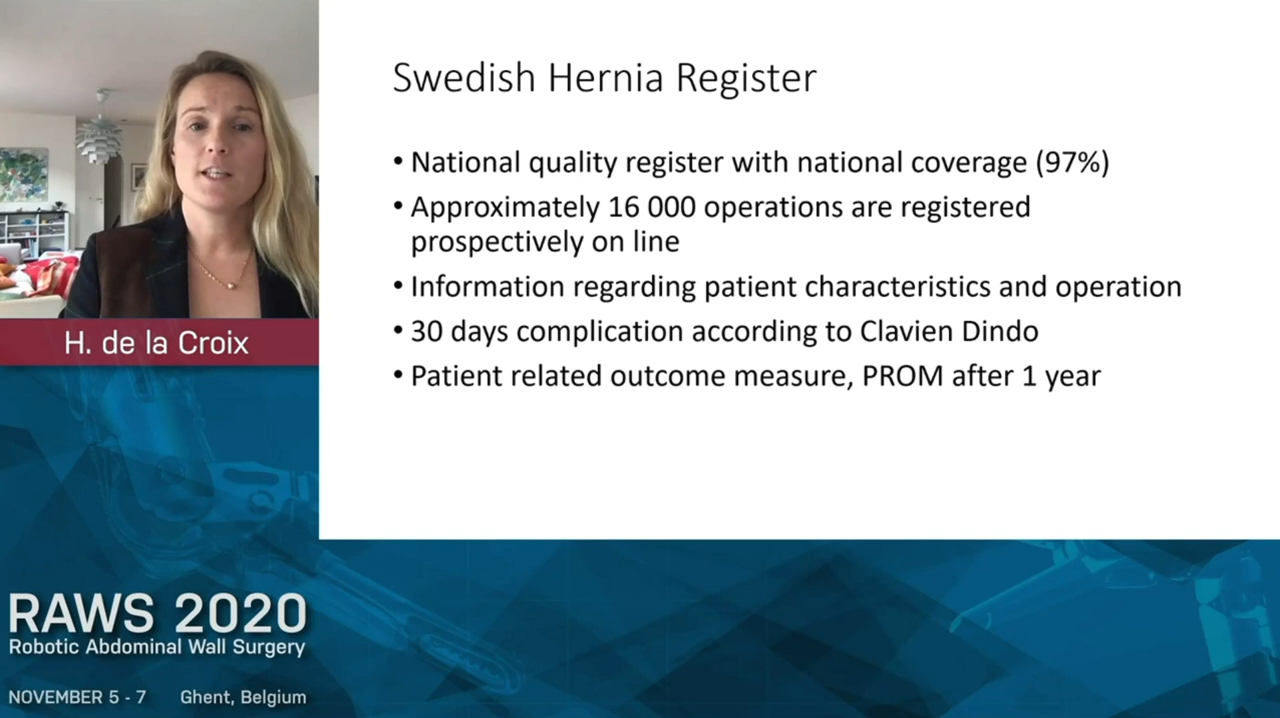 Swedish Hernia Register
• National quality register with national coverage (97%)
• Approximately 16 000 operations are registered
prospectively on line
• Information regarding patient characteristics and operation
• 30 days complication according to Clavien Dindo
• Patient related outcome measure, PROM after 1 year
H. de la Croix
RAWS 2020
Robotic Abdominal Wall Surgery
NOVEMBER 5 - 7 Ghent, Belgium